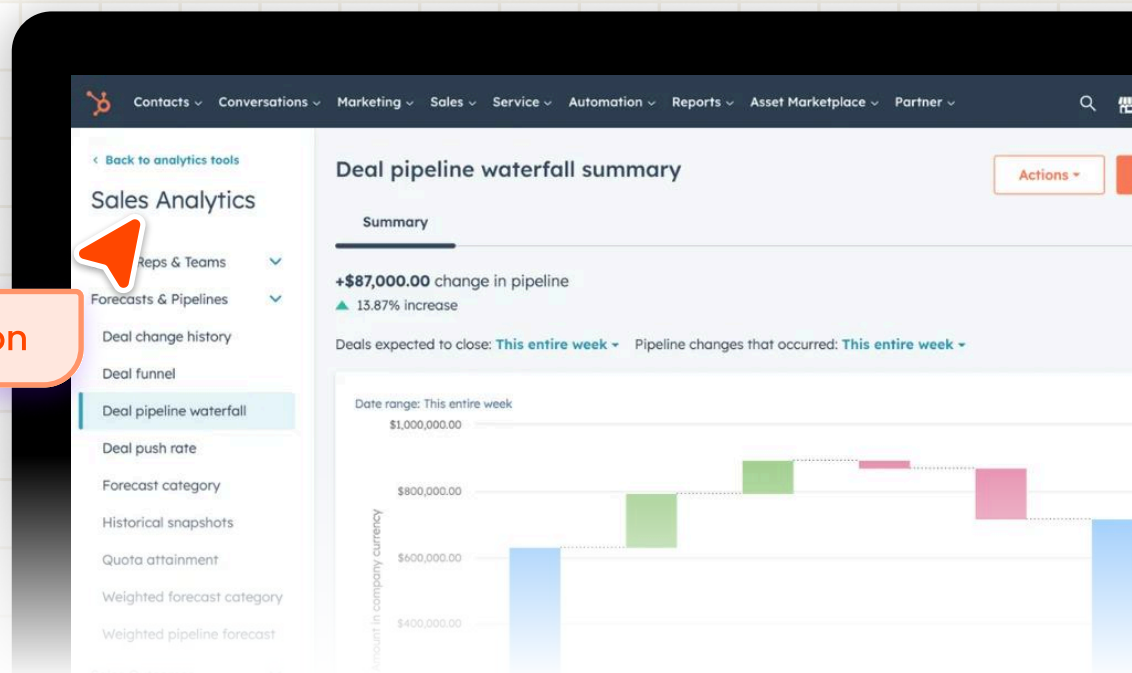 Contacts Conversations Marketing Sales Service Automation Reports Asset Marketplace Partner
< Back to analytics tools
Sales Analytics
Reps & Teams
Forecasts & Pipelines
Deal change history
Deal funnel
Deal pipeline waterfall
Deal push rate
Forecast category
Historical snapshots
Quota attainment
Weighted forecast category
Weighted pipeline forecast
on
Deal pipeline waterfall summary
Actions
Summary
+$87,000.00 change in pipeline
13.87% increase
Deals expected to close: This entire week Pipeline changes that occurred: This entire week
Date range: This entire week
$1,000,000.00
$800,000.00
$600,000.00
$400,000.00
Amount in company currency